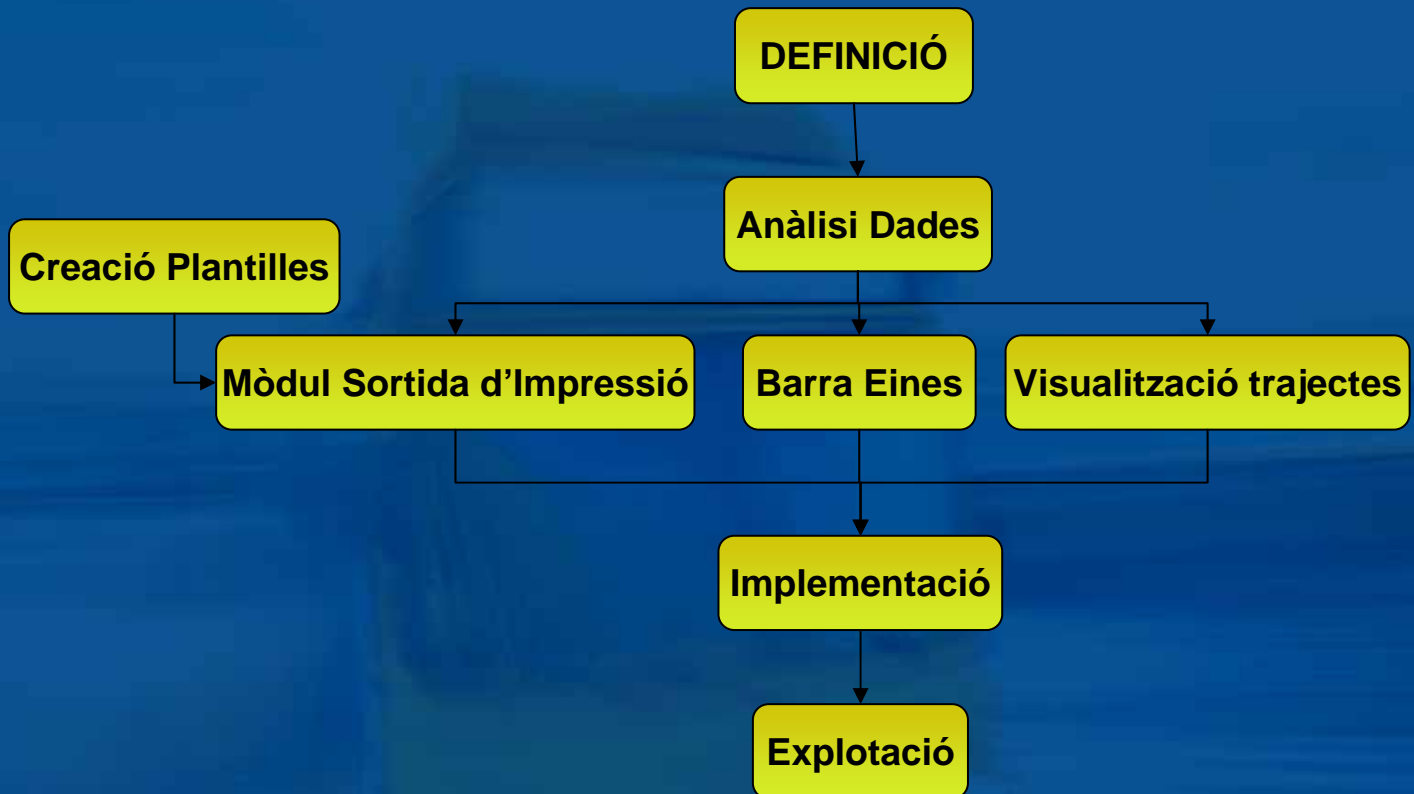 DEFINICIÓ
Anàlisi Dades
Creació Plantilles
Mòdul Sortida d’Impressió
Barra Eines
Visualització trajectes
Implementació
Explotació